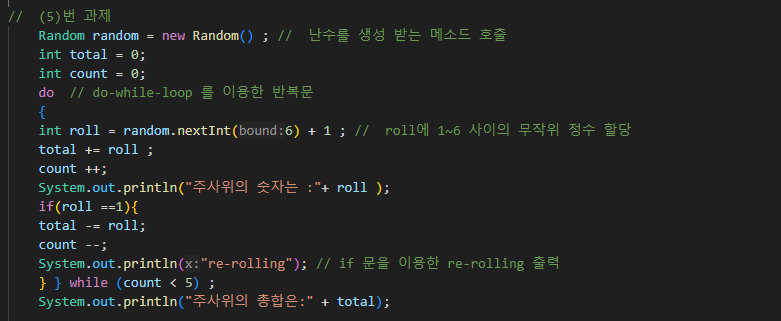 //  (5)번 과제
Random random = new Random() ; //  난수를 생성 받는 메소드 호출
int total = 0;
int count = 0;
do  // do-while-loop 를 이용한 반복문
{
int roll = random.nextInt(bound:6) + 1 ; //  roll에 1~6 사이의 무작위 정수 할당
total += roll ;
count ++;
System.out.println("주사위의 숫자는 :"+ roll );
if(roll ==1){
total -= roll;
count --;
System.out.println(x:"re-rolling"); // if 문을 이용한 re-rolling 출력
} } while (count < 5) ;
System.out.println("주사위의 총합은:" + total);